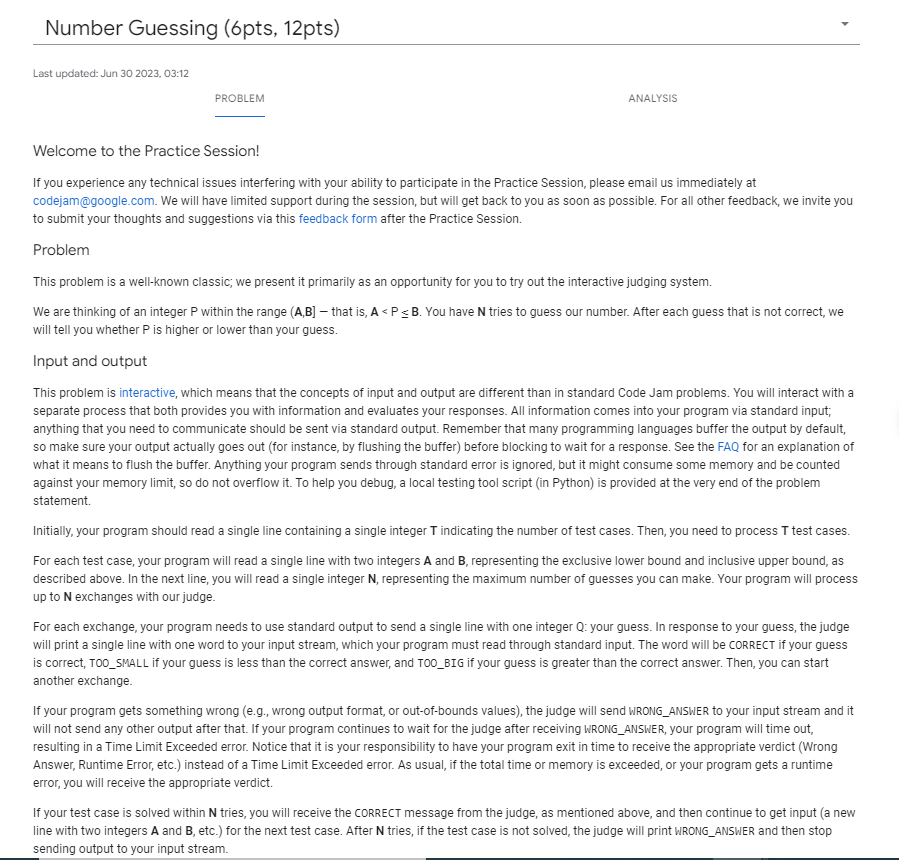 Number Guessing (6pts, 12pts)
Last updated: Jun 30 2023, 03:12
PROBLEM
ANALYSIS
Welcome to the Practice Session!
If you experience any technical issues interfering with your ability to participate in the Practice Session, please email us immediately at
codejam@google.com. We will have limited support during the session, but will get back to you as soon as possible. For all other feedback, we invite you
to submit your thoughts and suggestions via this feedback form after the Practice Session.
Problem
This problem is a well-known classic; we present it primarily as an opportunity for you to try out the interactive judging system.
We are thinking of an integer P within the range (A,B] — that is, A < P ≤ B. You have N tries to guess our number. After each guess that is not correct, we
will tell you whether P is higher or lower than your guess.
Input and output
This problem is interactive, which means that the concepts of input and output are different than in standard Code Jam problems. You will interact with a
separate process that both provides you with information and evaluates your responses. All information comes into your program via standard input;
anything that you need to communicate should be sent via standard output. Remember that many programming languages buffer the output by default,
so make sure your output actually goes out (for instance, by flushing the buffer) before blocking to wait for a response. See the FAQ for an explanation of
what it means to flush the buffer. Anything your program sends through standard error is ignored, but it might consume some memory and be counted
against your memory limit, so do not overflow it. To help you debug, a local testing tool script (in Python) is provided at the very end of the problem
statement.
Initially, your program should read a single line containing a single integer T indicating the number of test cases. Then, you need to process T test cases.
For each test case, your program will read a single line with two integers A and B, representing the exclusive lower bound and inclusive upper bound, as
described above. In the next line, you will read a single integer N, representing the maximum number of guesses you can make. Your program will process
up to N exchanges with our judge.
For each exchange, your program needs to use standard output to send a single line with one integer Q: your guess. In response to your guess, the judge
will print a single line with one word to your input stream, which your program must read through standard input. The word will be CORRECT if your guess
is correct, TOO_SMALL if your guess is less than the correct answer, and TOO_BIG if your guess is greater than the correct answer. Then, you can start
another exchange.
If your program gets something wrong (e.g., wrong output format, or out-of-bounds values), the judge will send WRONG_ANSWER to your input stream and it
will not send any other output after that. If your program continues to wait for the judge after receiving WRONG_ANSWER, your program will time out,
resulting in a Time Limit Exceeded error. Notice that it is your responsibility to have your program exit in time to receive the appropriate verdict (Wrong
Answer, Runtime Error, etc.) instead of a Time Limit Exceeded error. As usual, if the total time or memory is exceeded, or your program gets a runtime
error, you will receive the appropriate verdict.
If your test case is solved within N tries, you will receive the CORRECT message from the judge, as mentioned above, and then continue to get input (a new
line with two integers A and B, etc.) for the next test case. After N tries, if the test case is not solved, the judge will print WRONG_ANSWER and then stop
sending output to your input stream.